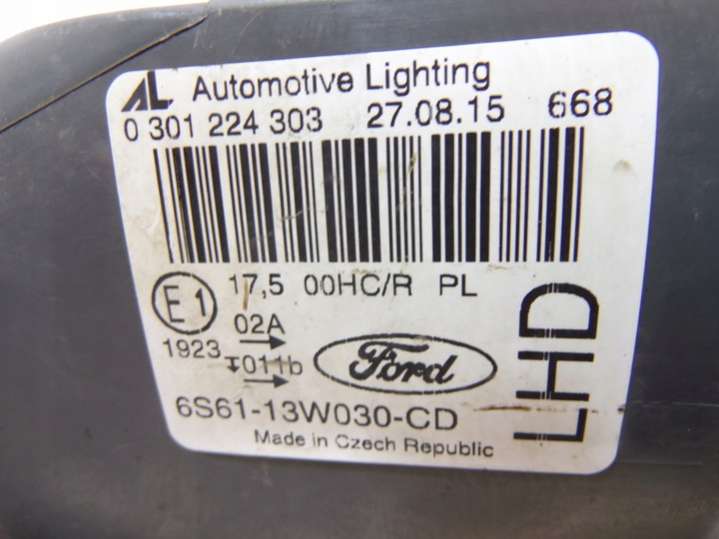 AL Automotive Lighting
0 301 224 303 27.08.15 668
17,5 00HC/R PL
E1 02A
1923 T011b
Ford
6S61-13W030-CD
Made in Czech Republic
LHD